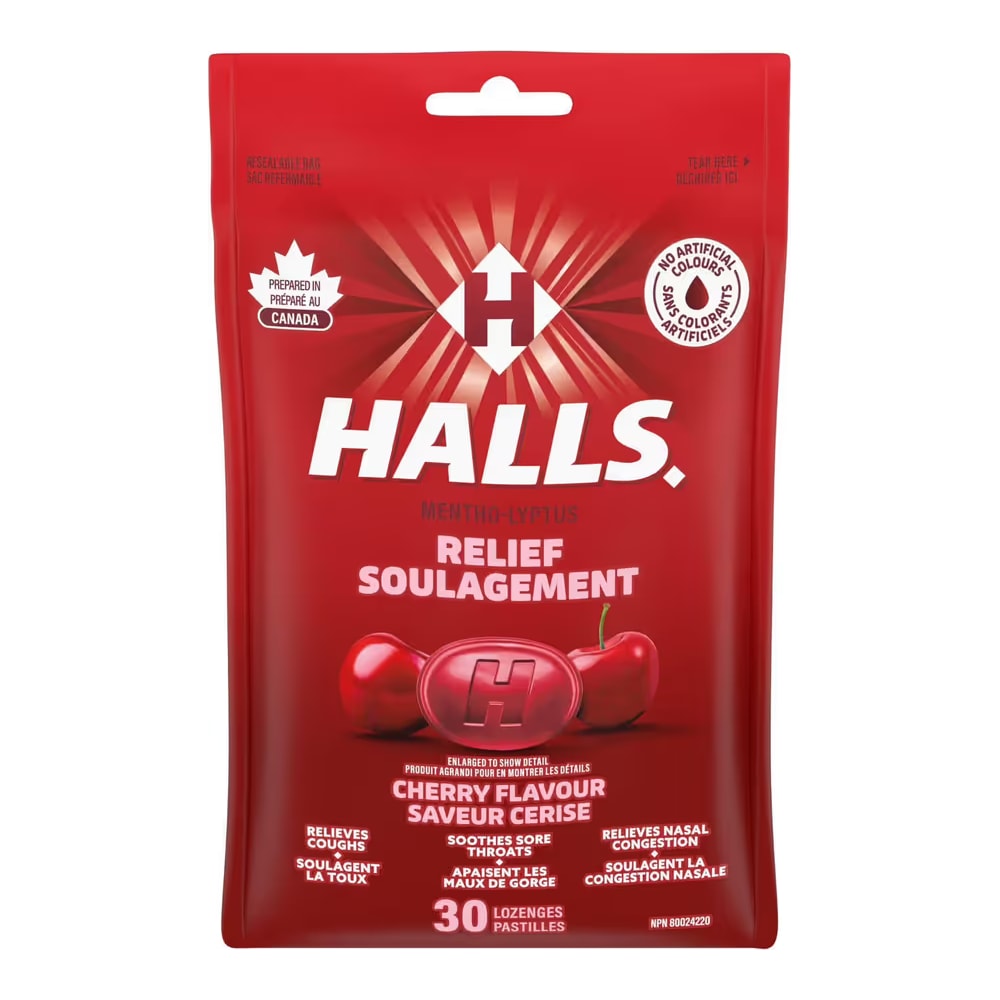 RESEALABLE BAG
SAC REFERMABLE
TEAR HERE
DÉCHIRER ICI
PREPARED IN
PRÉPARÉ AU
CANADA
NO ARTIFICIAL
COLOURS
SANS COLORANTS
ARTIFICIELS
H
HALLS.
MENTHO-LYPTUS
RELIEF
SOULAGEMENT
H
ENLARGED TO SHOW DETAIL
PRODUIT AGRANDI POUR EN MONTRER LES DÉTAILS
CHERRY FLAVOUR
SAVEUR CERISE
RELIEVES
COUGHS
SOULAGENT
LA TOUX
SOOTHES SORE
THROATS
APAISENT LES
MAUX DE GORGE
RELIEVES NASAL
CONGESTION
SOULAGENT LA
CONGESTION NASALE
30 LOZENGES
PASTILLES
NPN 80024220